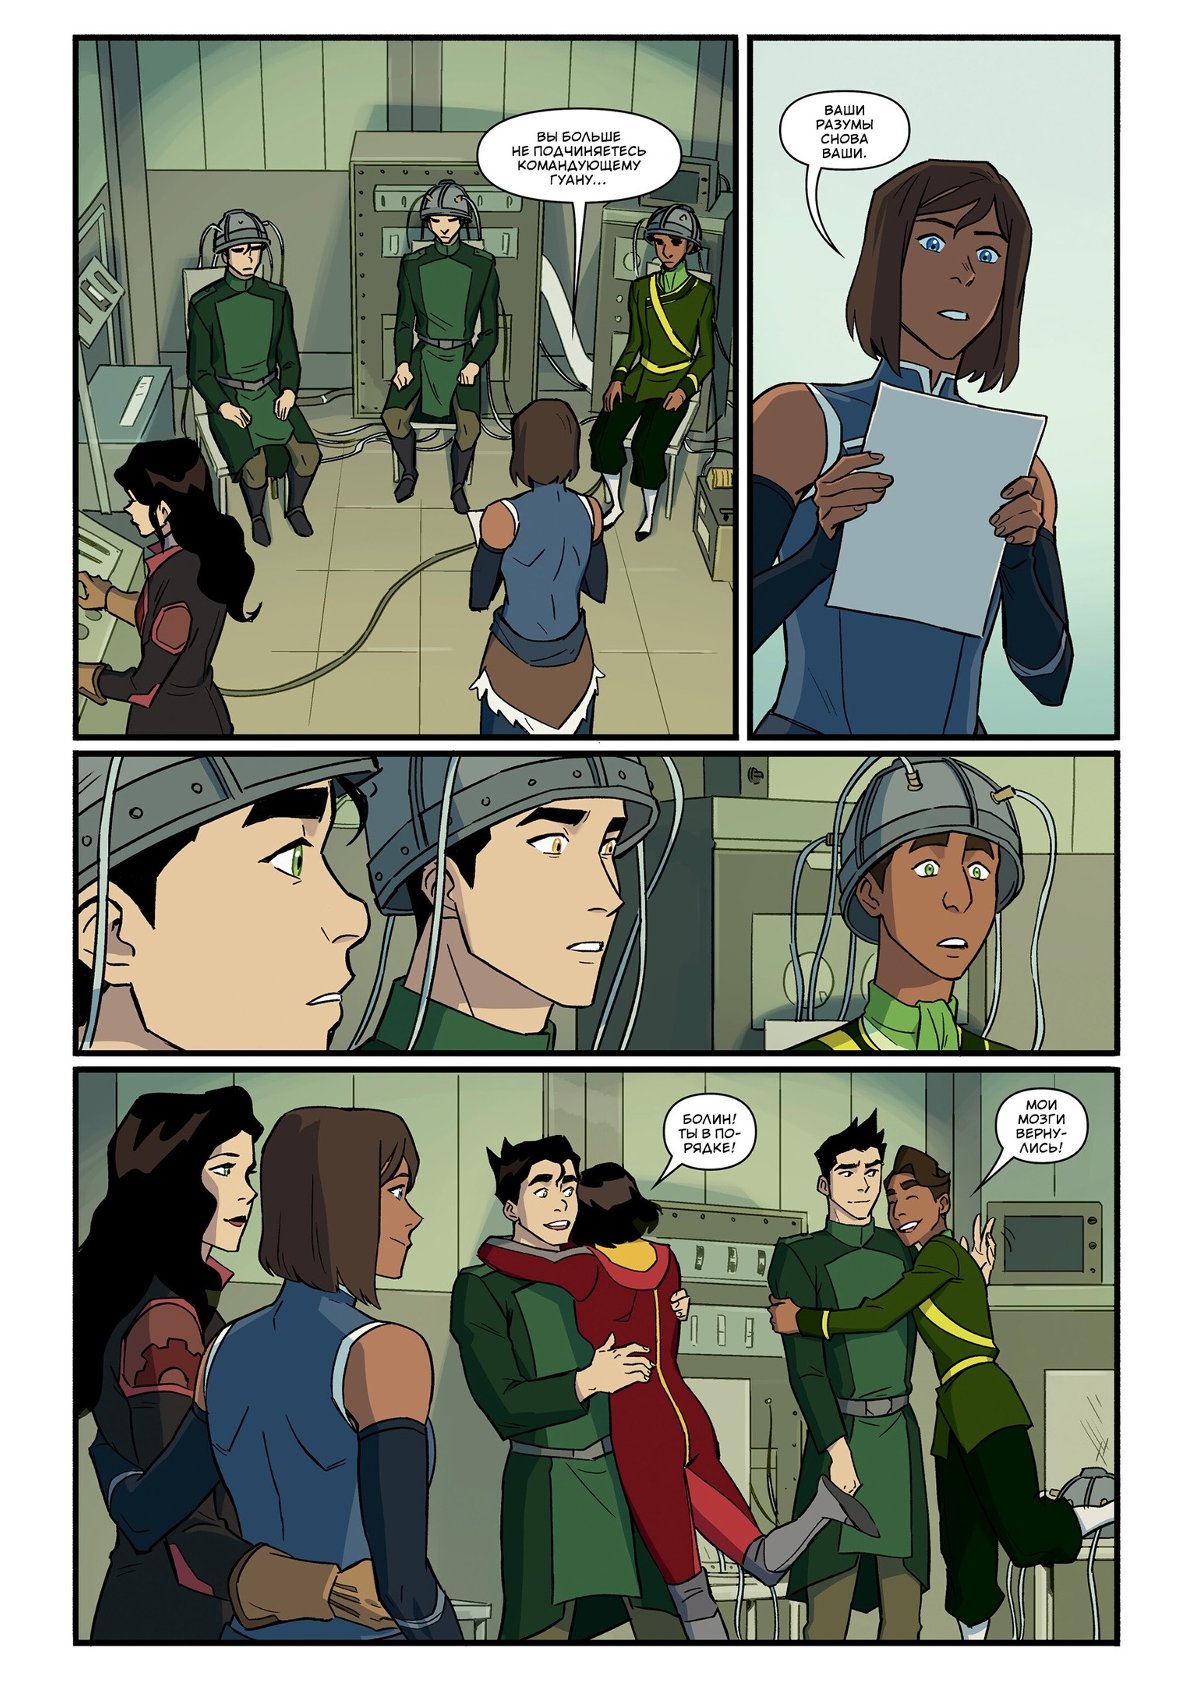 ВЫ БОЛЬШЕ
НЕ ПОДЧИНЯЕТЕСЬ
КОМАНДУЮЩЕМУ
ГУАНУ...
ВАШИ
РАЗУМЫ
СНОВА
ВАШИ.
БОЛИН!
ТЫ В ПО-
РЯДКЕ!
МОИ
МОЗГИ
ВЕРНУ-
ЛИСЬ!